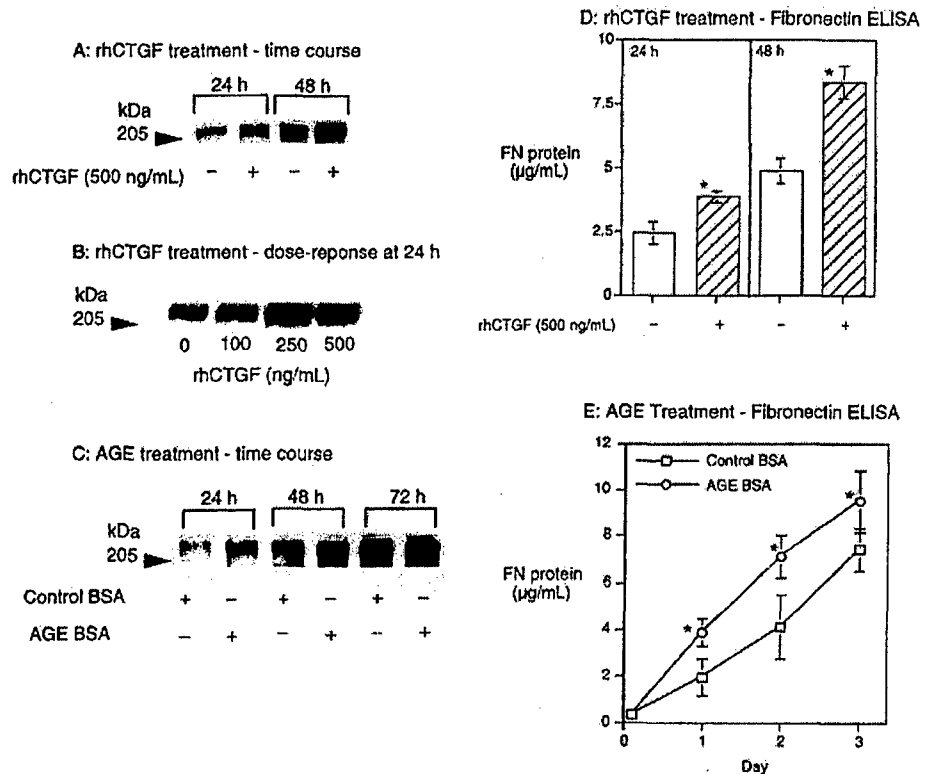 A: rhCTGF treatment - time course
24 h 48 h
kDa
205
rhCTGF (500 ng/mL) − + − +
B: rhCTGF treatment - dose-reponse at 24 h
kDa
205
0 100 250 500
rhCTGF (ng/mL)
C: AGE treatment - time course
24 h 48 h 72 h
kDa
205
Control BSA + − + − + −
AGE BSA − + − + − +
D: rhCTGF treatment - Fibronectin ELISA
10
24 h 48 h
* *
7.5
FN protein
(µg/mL)
5
2.5
0
rhCTGF (500 ng/mL) − + − +
E: AGE Treatment - Fibronectin ELISA
12
Control BSA
AGE BSA
10
* * *
8
FN protein
(µg/mL)
6
4
2
0
0 1 2 3
Day